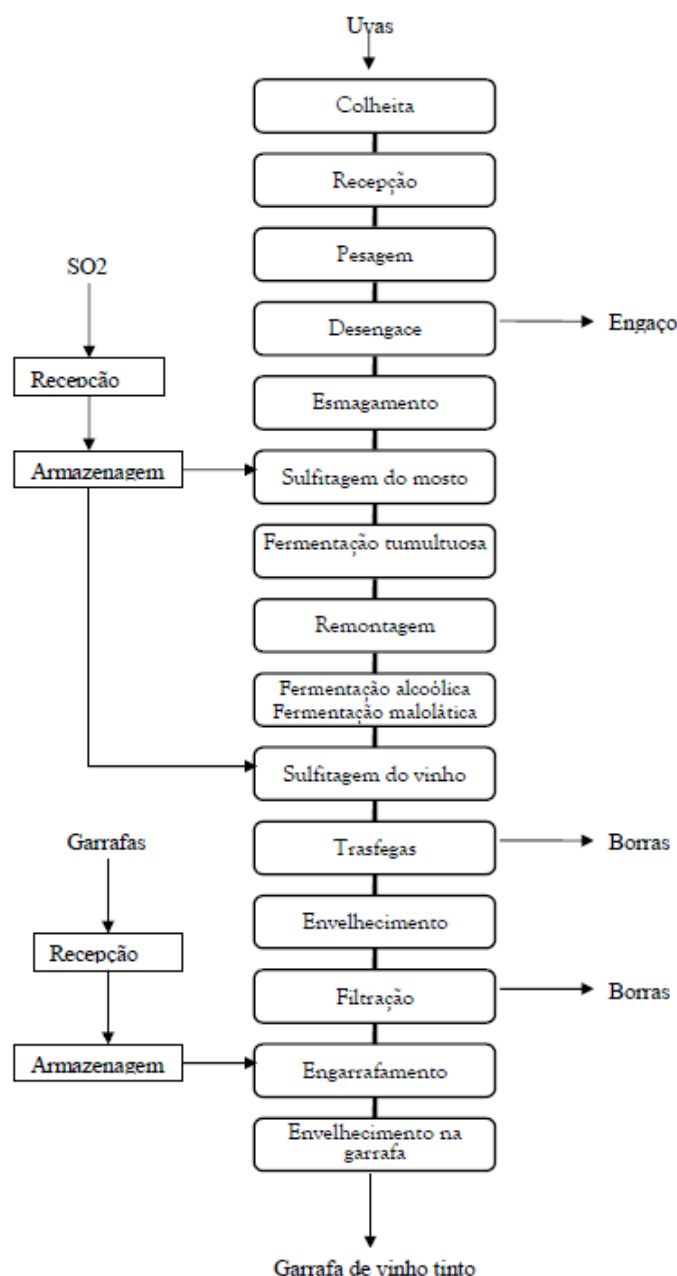 Uvas
Colheita
Recepção
Pesagem
SO2
Desengace
Engaço
Recepção
Esmagamento
Armazenagem
Sulfitagem do mosto
Fermentação tumultuosa
Remontagem
Fermentação alcoólica
Fermentação malolática
Sulfitagem do vinho
Garrafas
Trasfegas
Borras
Envelhecimento
Recepção
Filtração
Borras
Armazenagem
Engarrafamento
Envelhecimento na
garrafa
Garrafa de vinho tinto